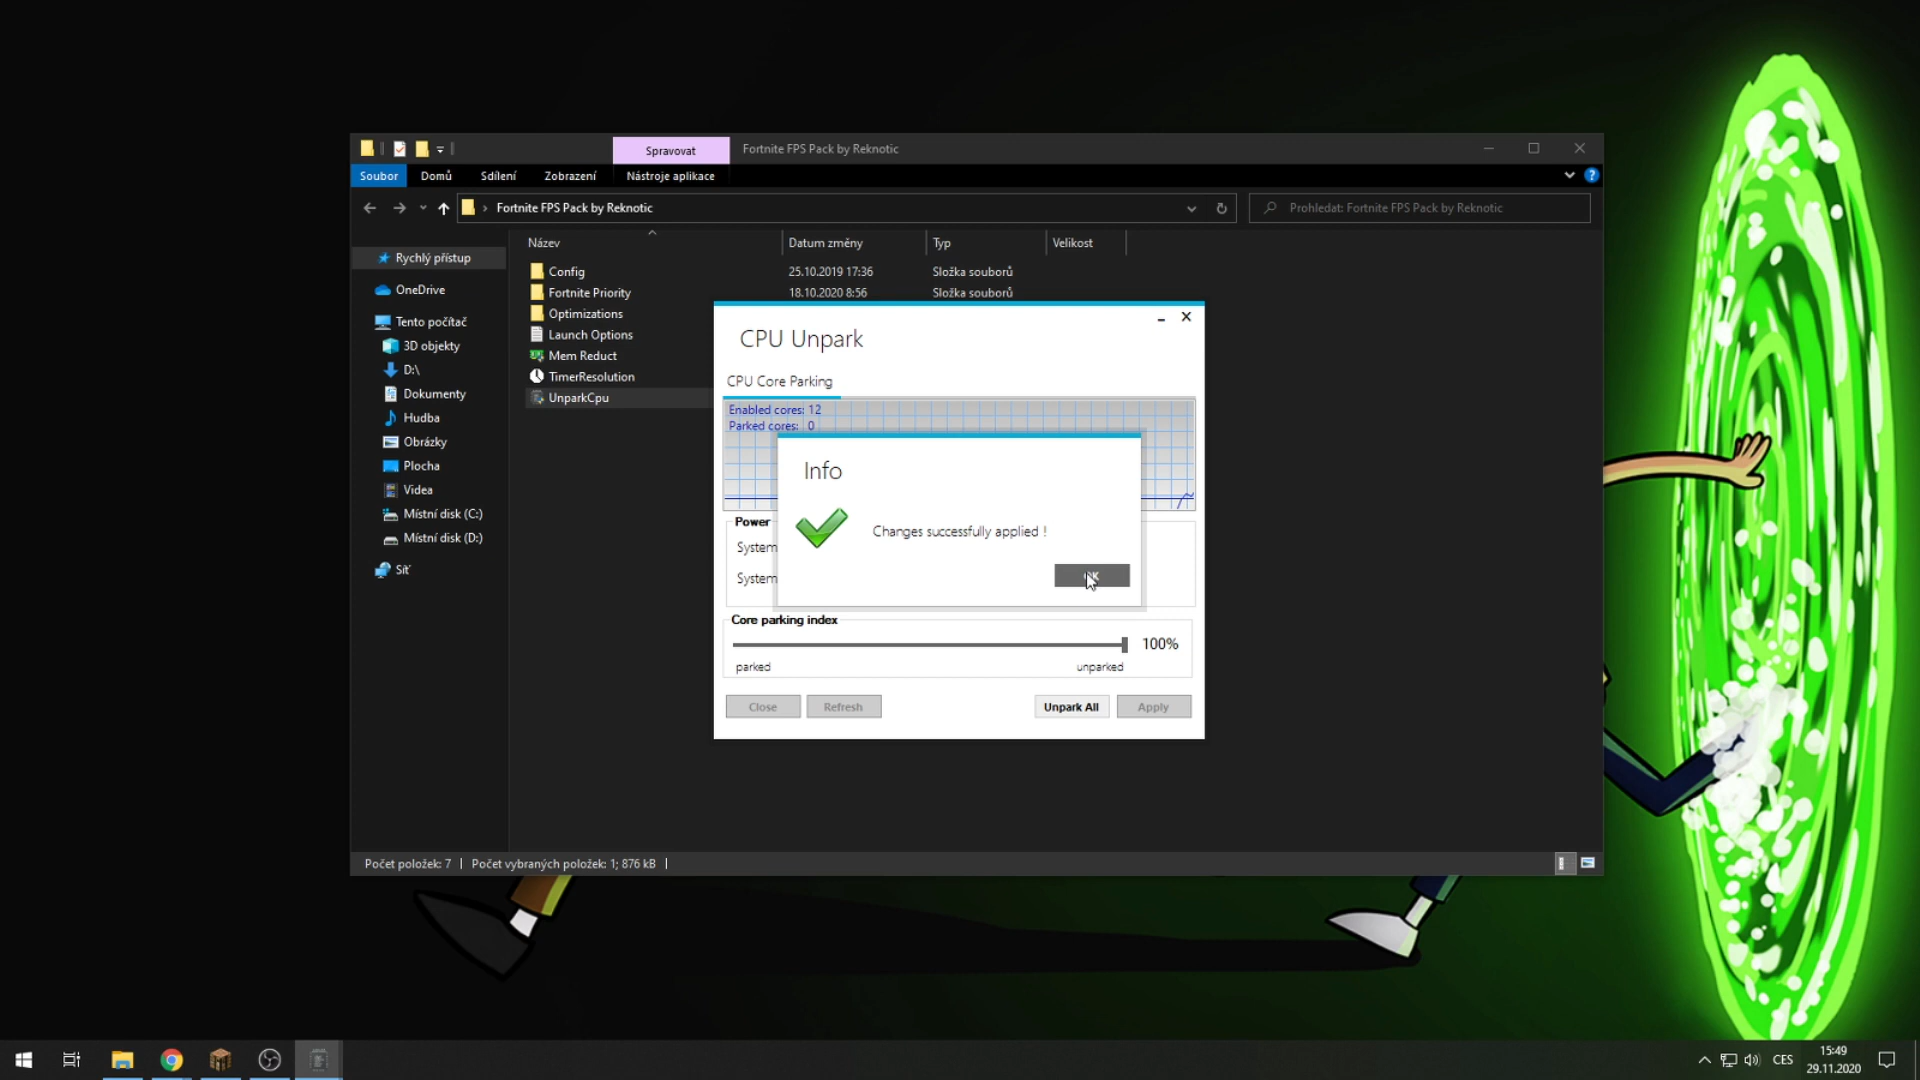 Spravovat
Fortnite FPS Pack by Reknotic
Soubor
Domů
Sdílení
Zobrazení
Nástroje aplikace
?
› Fortnite FPS Pack by Reknotic
Prohledat: Fortnite FPS Pack by Reknotic
Název
Datum změny
Typ
Velikost
Rychlý přístup
OneDrive
Tento počítač
3D objekty
D:\
Dokumenty
Hudba
Obrázky
Plocha
Videa
Místní disk (C:)
Místní disk (D:)
Síť
Config
25.10.2019 17:36
Složka souborů
Fortnite Priority
18.10.2020 8:56
Složka souborů
Optimizations
Launch Options
Mem Reduct
TimerResolution
UnparkCpu
CPU Unpark
CPU Core Parking
Enabled cores: 12
Parked cores: 0
Info
Changes successfully applied !
Power
System
System
Core parking index
100%
parked
unparked
Close
Refresh
Unpark All
Apply
Počet položek: 7
Počet vybraných položek: 1; 876 kB
CES
15:49
29.11.2020